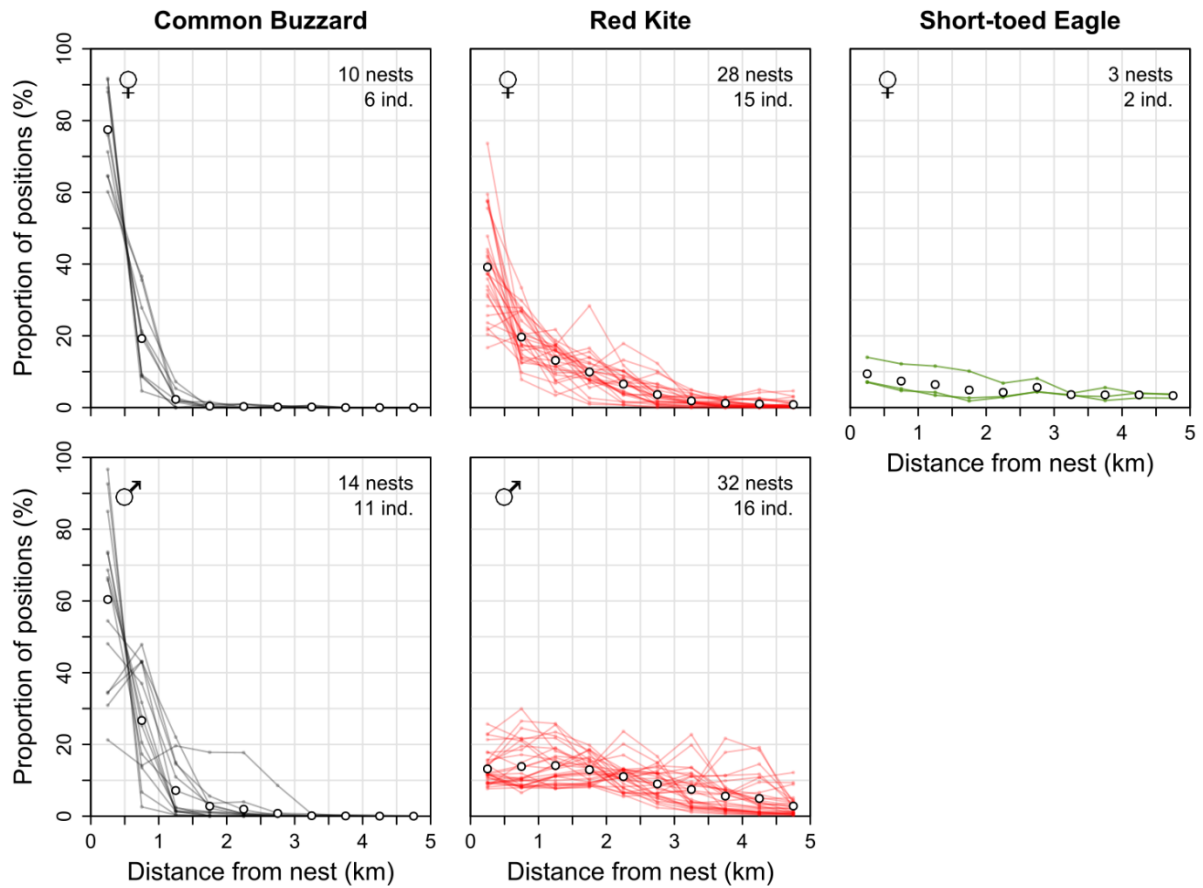 Common Buzzard
Red Kite
Short-toed Eagle
Proportion of positions (%)
100
80
60
40
20
0
♀
10 nests
6 ind.
♀
28 nests
15 ind.
♀
3 nests
2 ind.
0 1 2 3 4 5
Distance from nest (km)
Proportion of positions (%)
100
80
60
40
20
0
♂
14 nests
11 ind.
♂
32 nests
16 ind.
0 1 2 3 4 5
Distance from nest (km)
0 1 2 3 4 5
Distance from nest (km)